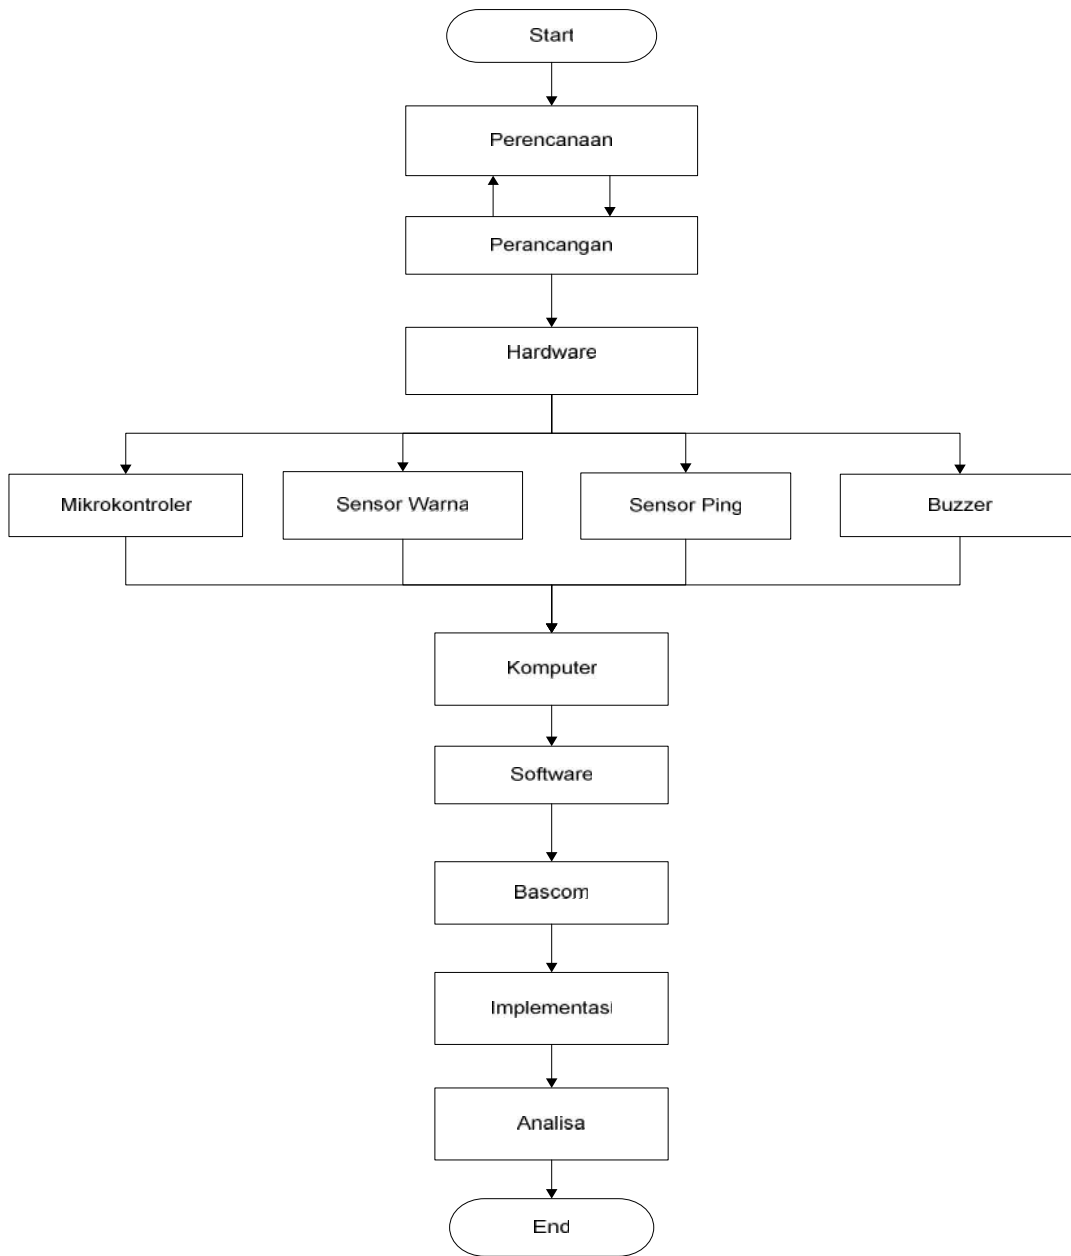 Start
Perencanaan
Perancangan
Hardware
Mikrokontroler
Sensor Warna
Sensor Ping
Buzzer
Komputer
Software
Bascom
Implementasi
Analisa
End